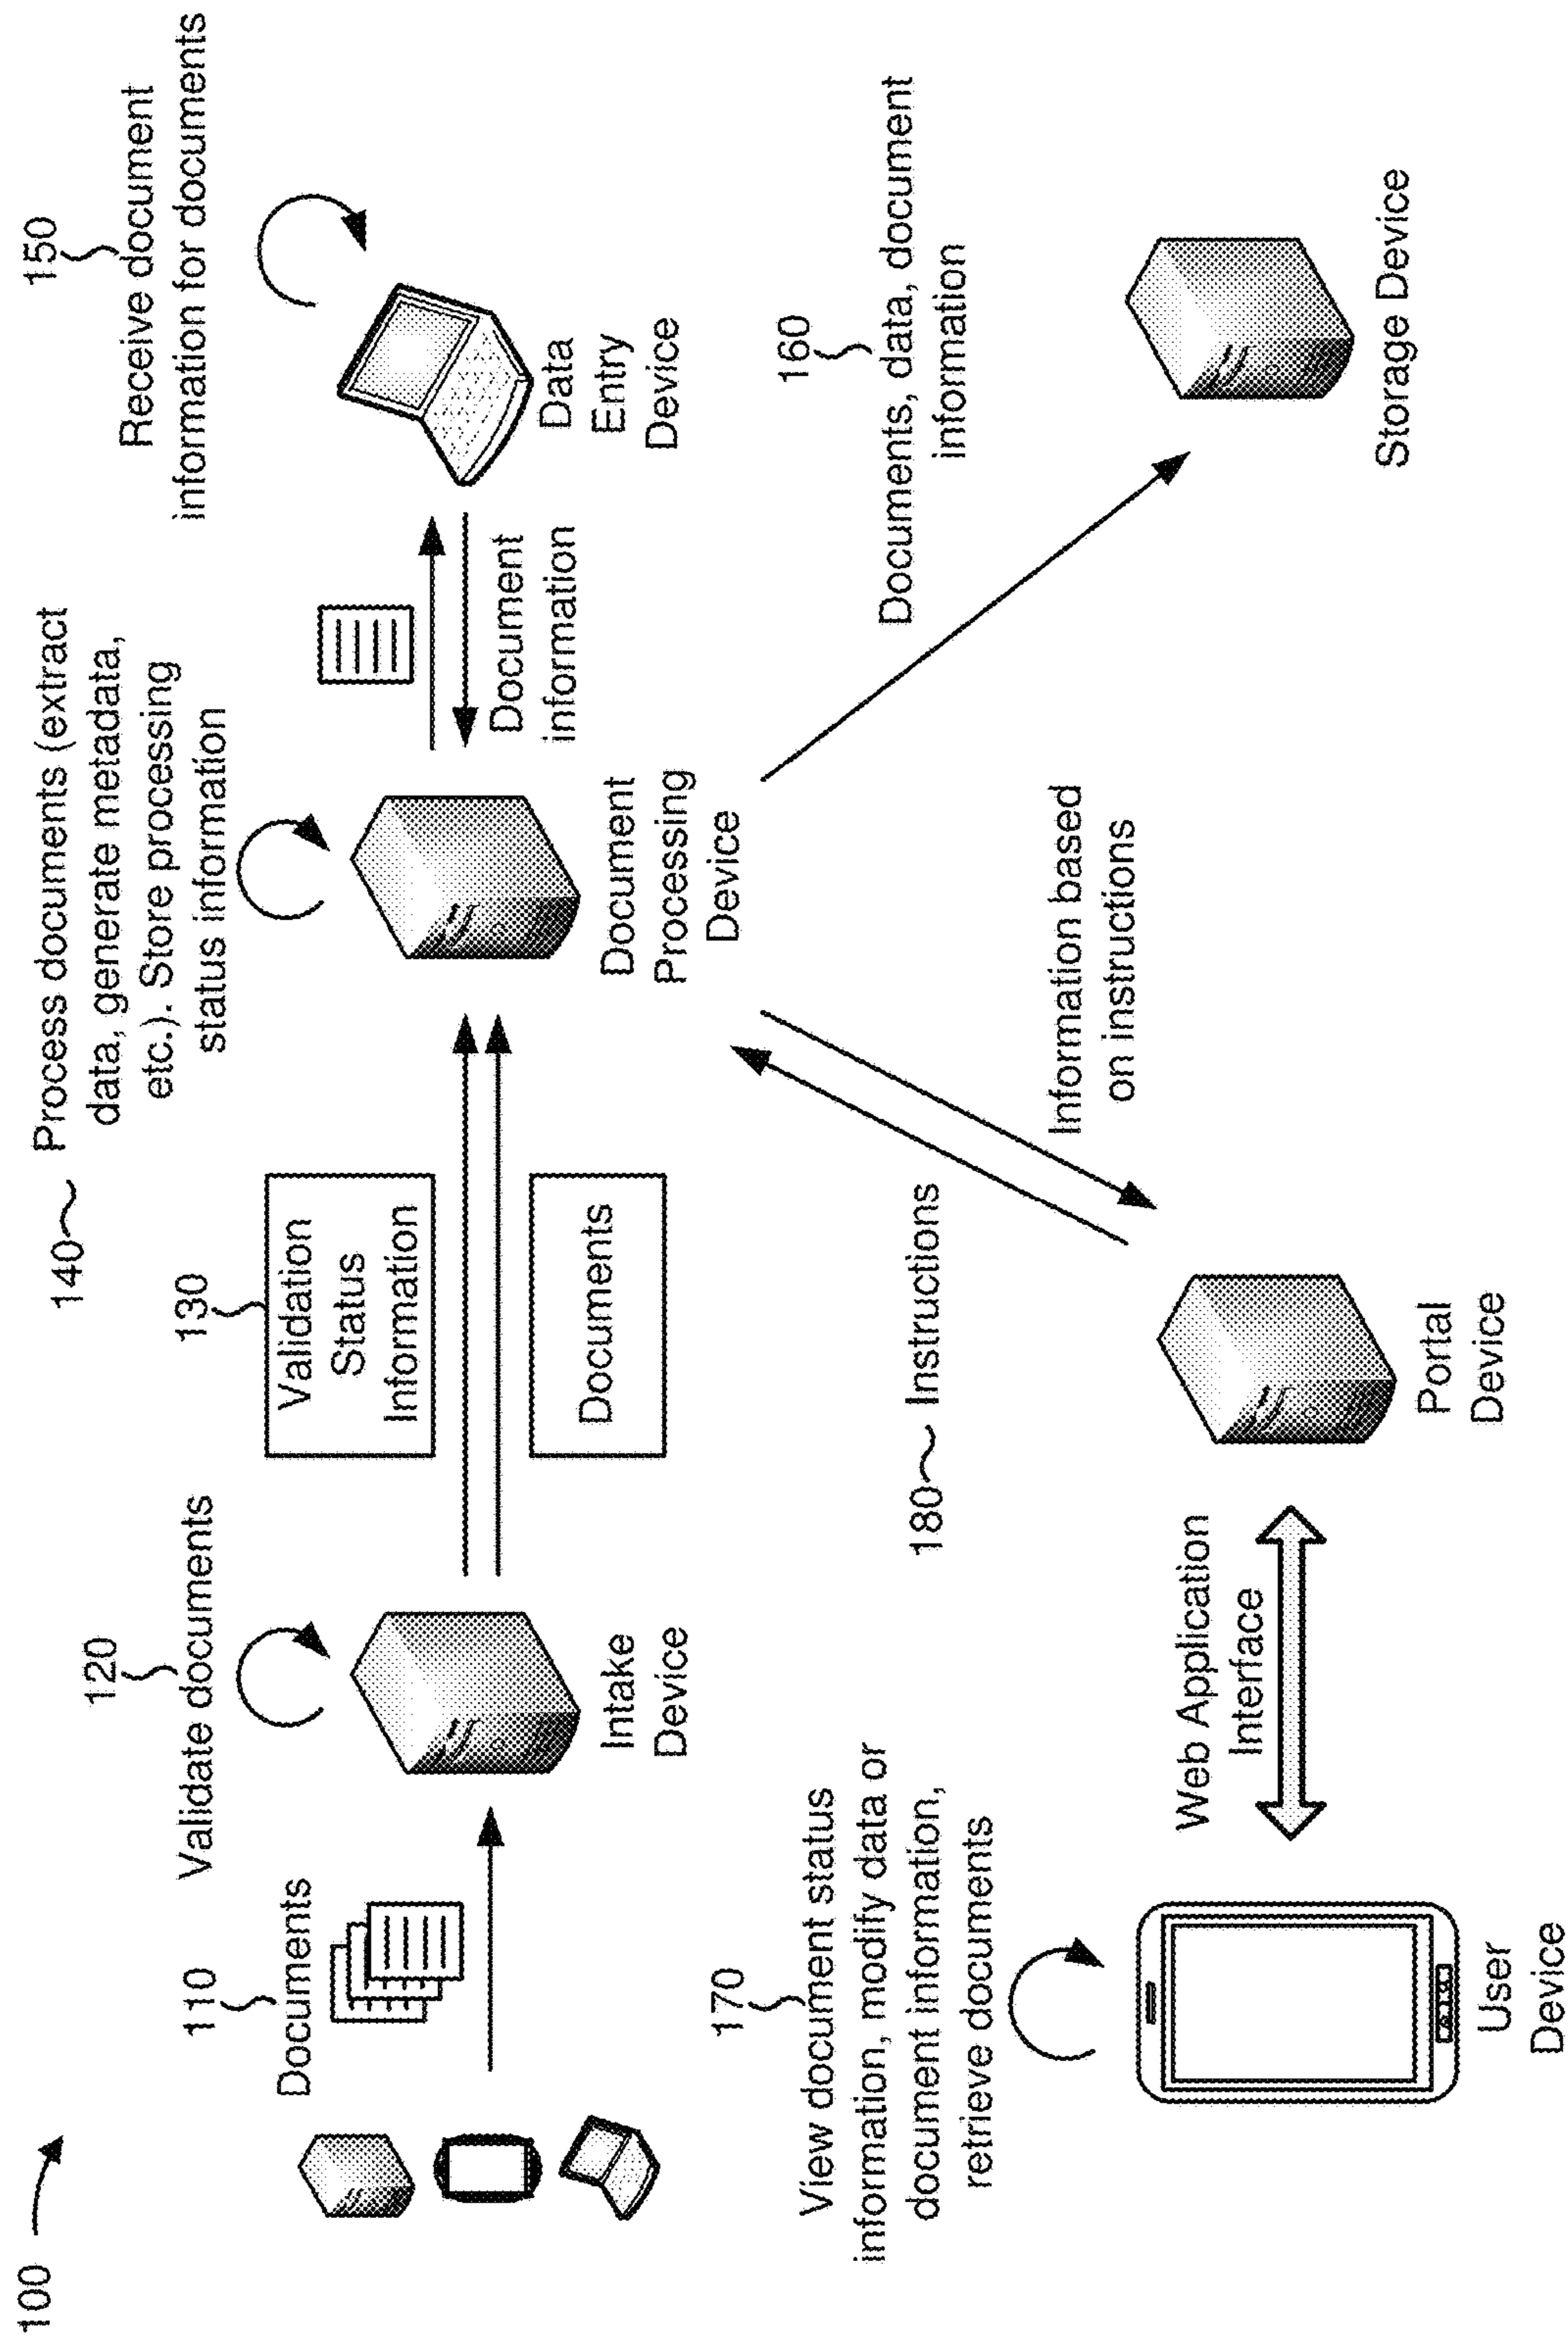 100
110
Documents
120
Validate documents
Intake
Device
130
Validation
Status
Information
Documents
140
Process documents (extract
data, generate metadada,
etc.). Store processing
status information
Document
Processing
Device
Document
information
150
Receive document
information for documents
Data
Entry
Device
160
Documents, data, document
information
Storage Device
170
View document status
information, modify data or
document information,
retrieve documents
User
Device
Web Application
Interface
Portal
Device
180
Instructions
Information based
on instructions